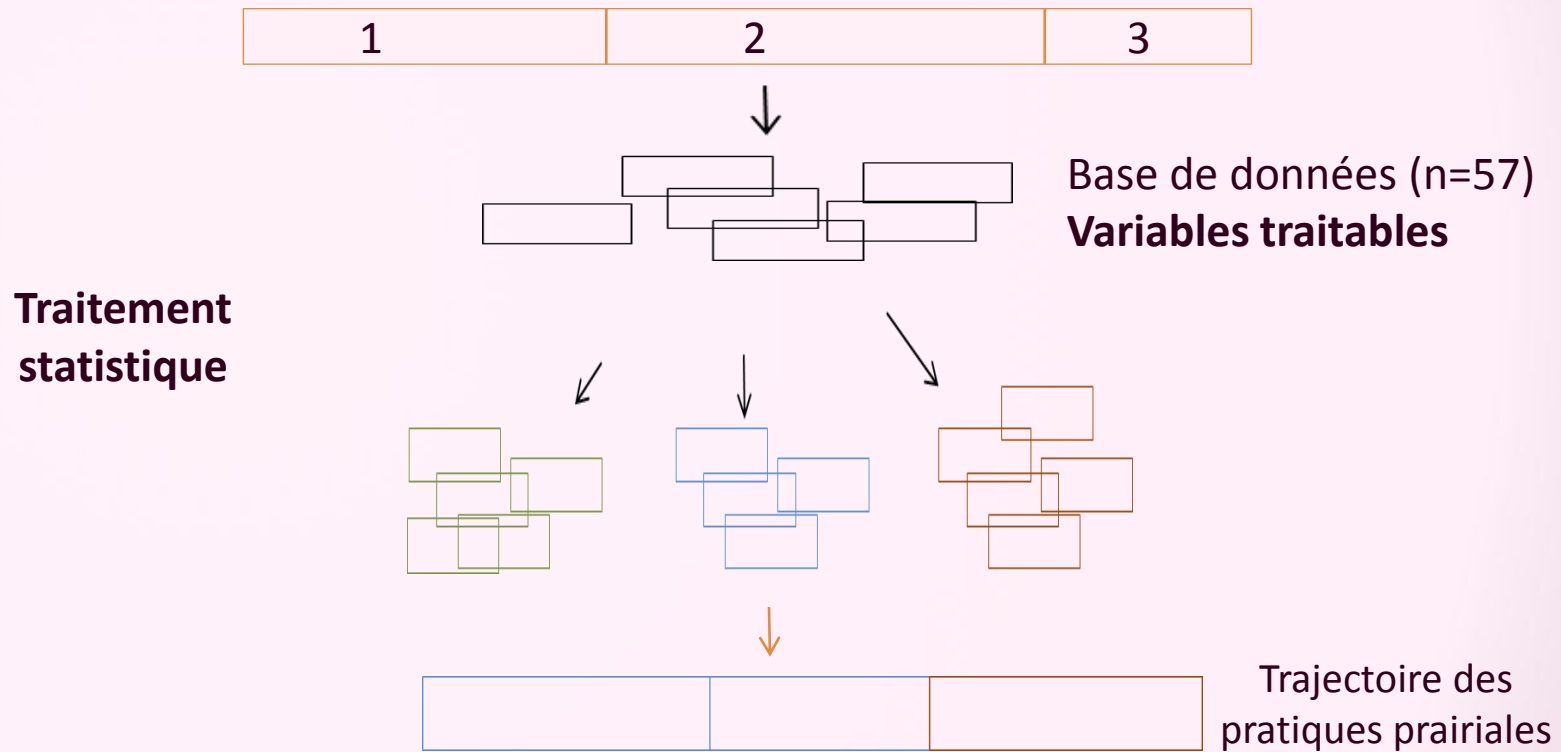 1 2 3
Base de données (n=57)
Variables traitables
Traitement
statistique
Trajectoire des
pratiques prairiales